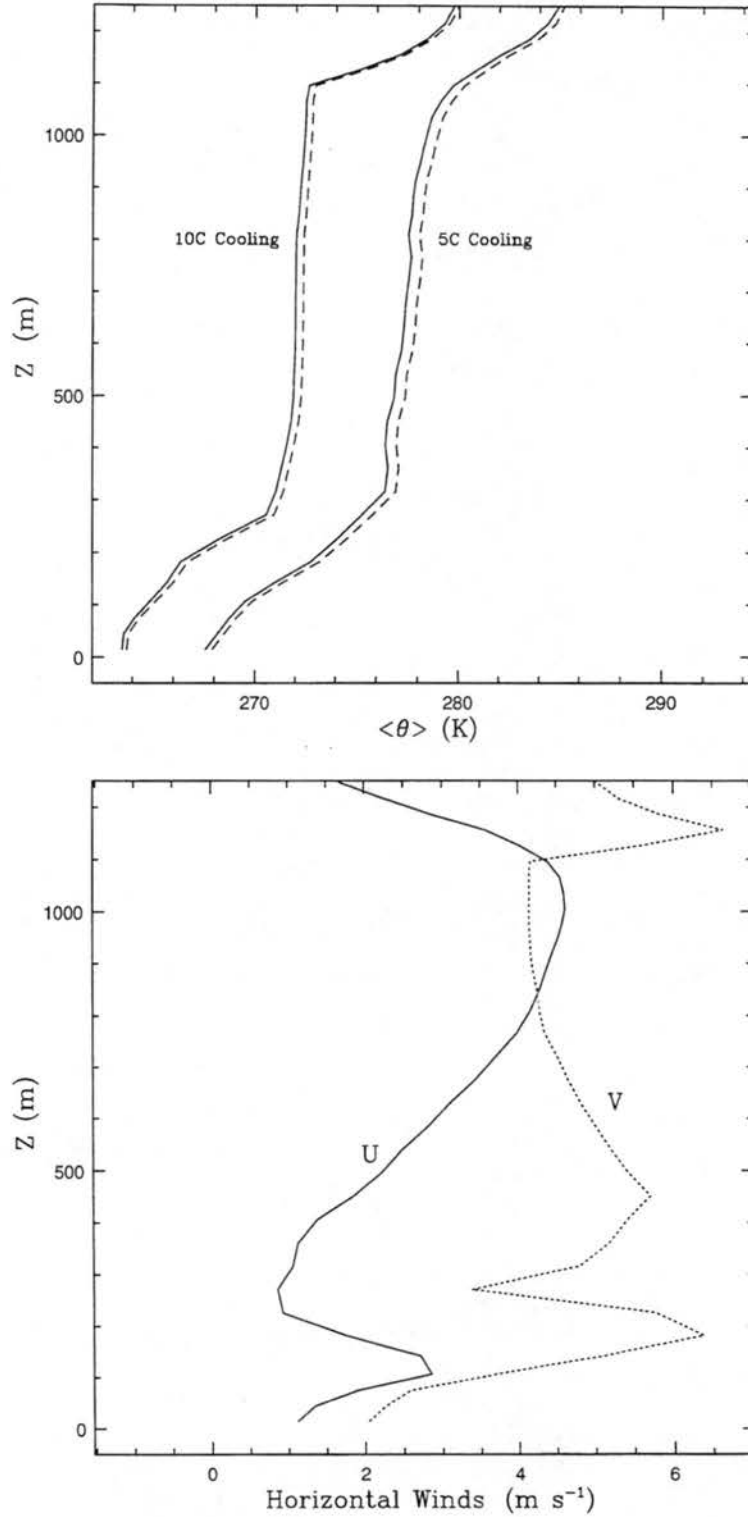 1000
500
0
Z (m)
10C Cooling
5C Cooling
270
280
290
<θ> (K)
1000
500
0
Z (m)
U
V
0
2
4
6
Horizontal Winds (m s⁻¹)